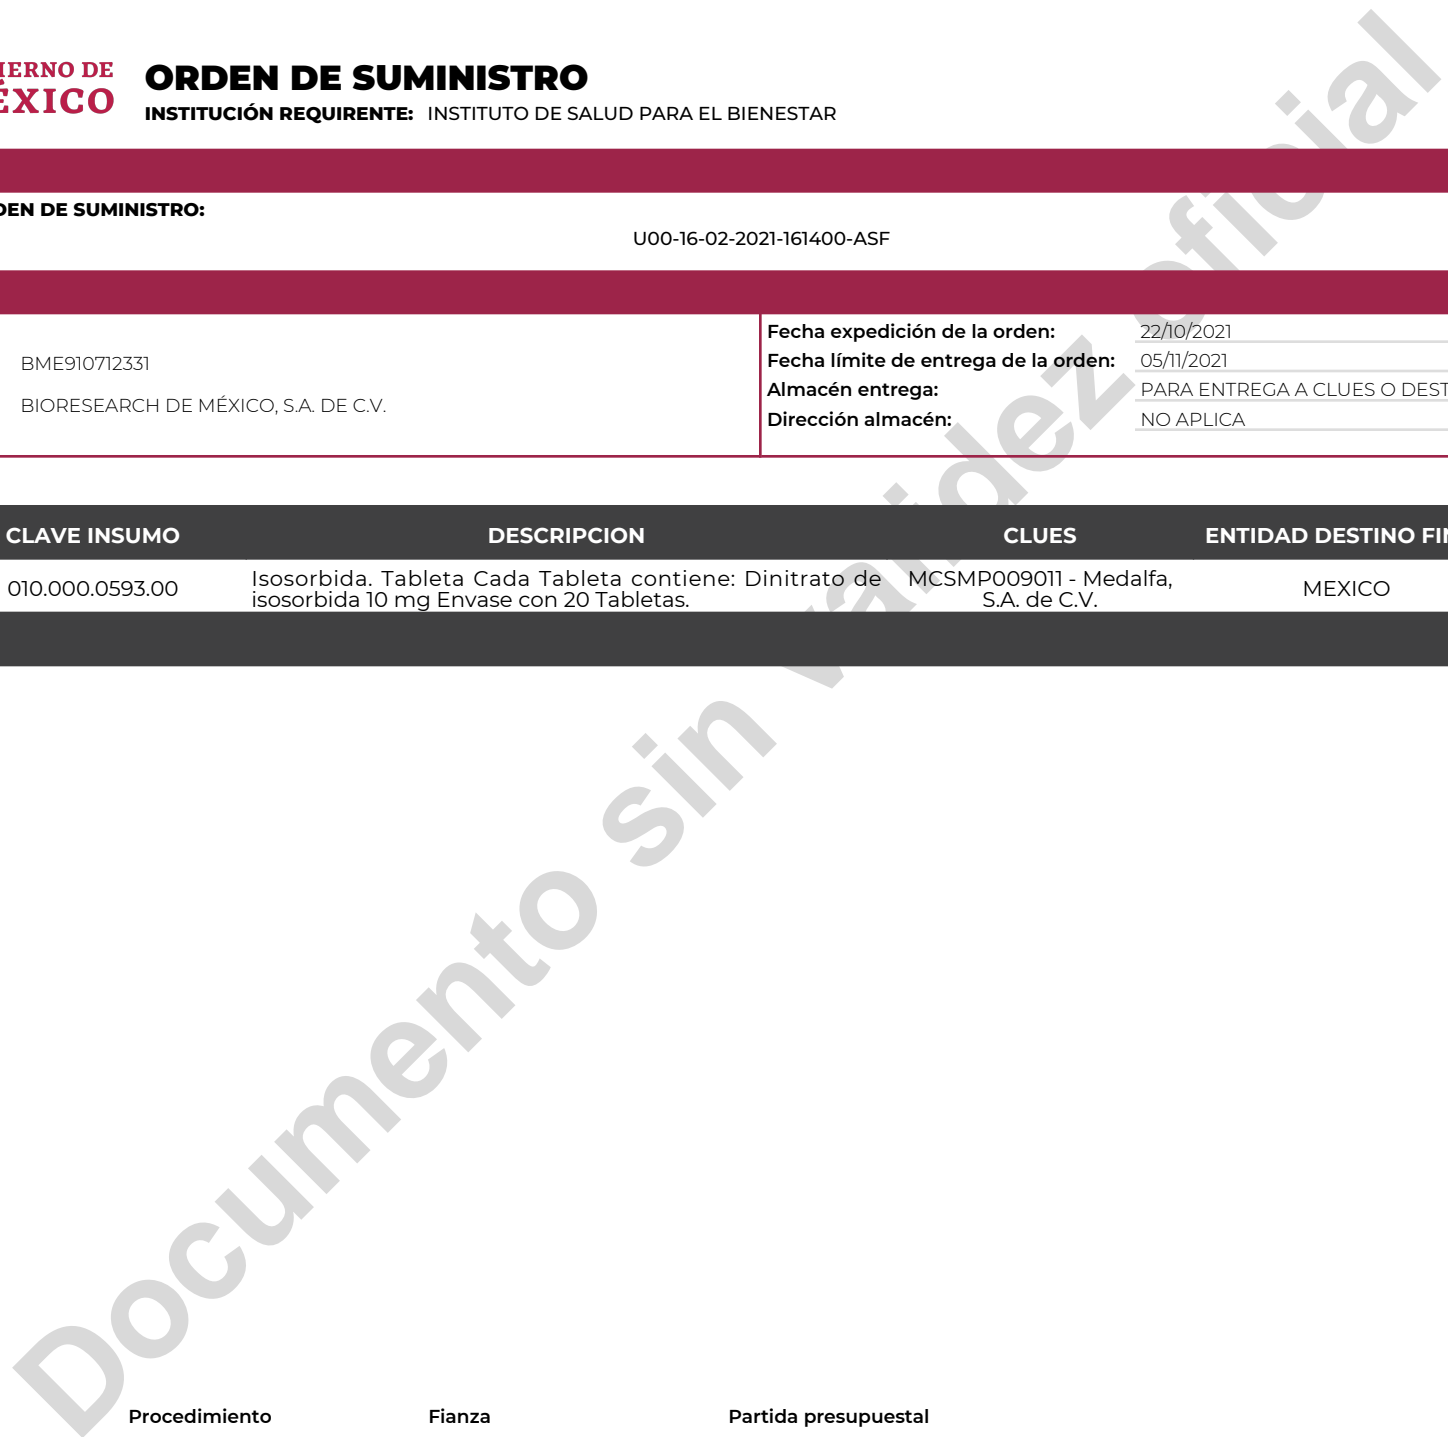 IERNO DE
ÉXICO
ORDEN DE SUMINISTRO
INSTITUCIÓN REQUIRENTE: INSTITUTO DE SALUD PARA EL BIENESTAR
DEN DE SUMINISTRO:
U00-16-02-2021-161400-ASF
BME910712331
BIORESEARCH DE MÉXICO, S.A. DE C.V.
Fecha expedición de la orden: 22/10/2021
Fecha límite de entrega de la orden: 05/11/2021
Almacén entrega: PARA ENTREGA A CLUES O DEST
Dirección almacén: NO APLICA
CLAVE INSUMO DESCRIPCION CLUES ENTIDAD DESTINO FIN
010.000.0593.00
Isosorbida. Tableta Cada Tableta contiene: Dinitrato de
isosorbida 10 mg Envase con 20 Tabletas.
MCSMP009011 - Medalfa,
S.A. de C.V.
MEXICO
Documento sin validez oficial
Procedimiento Fianza Partida presupuestal